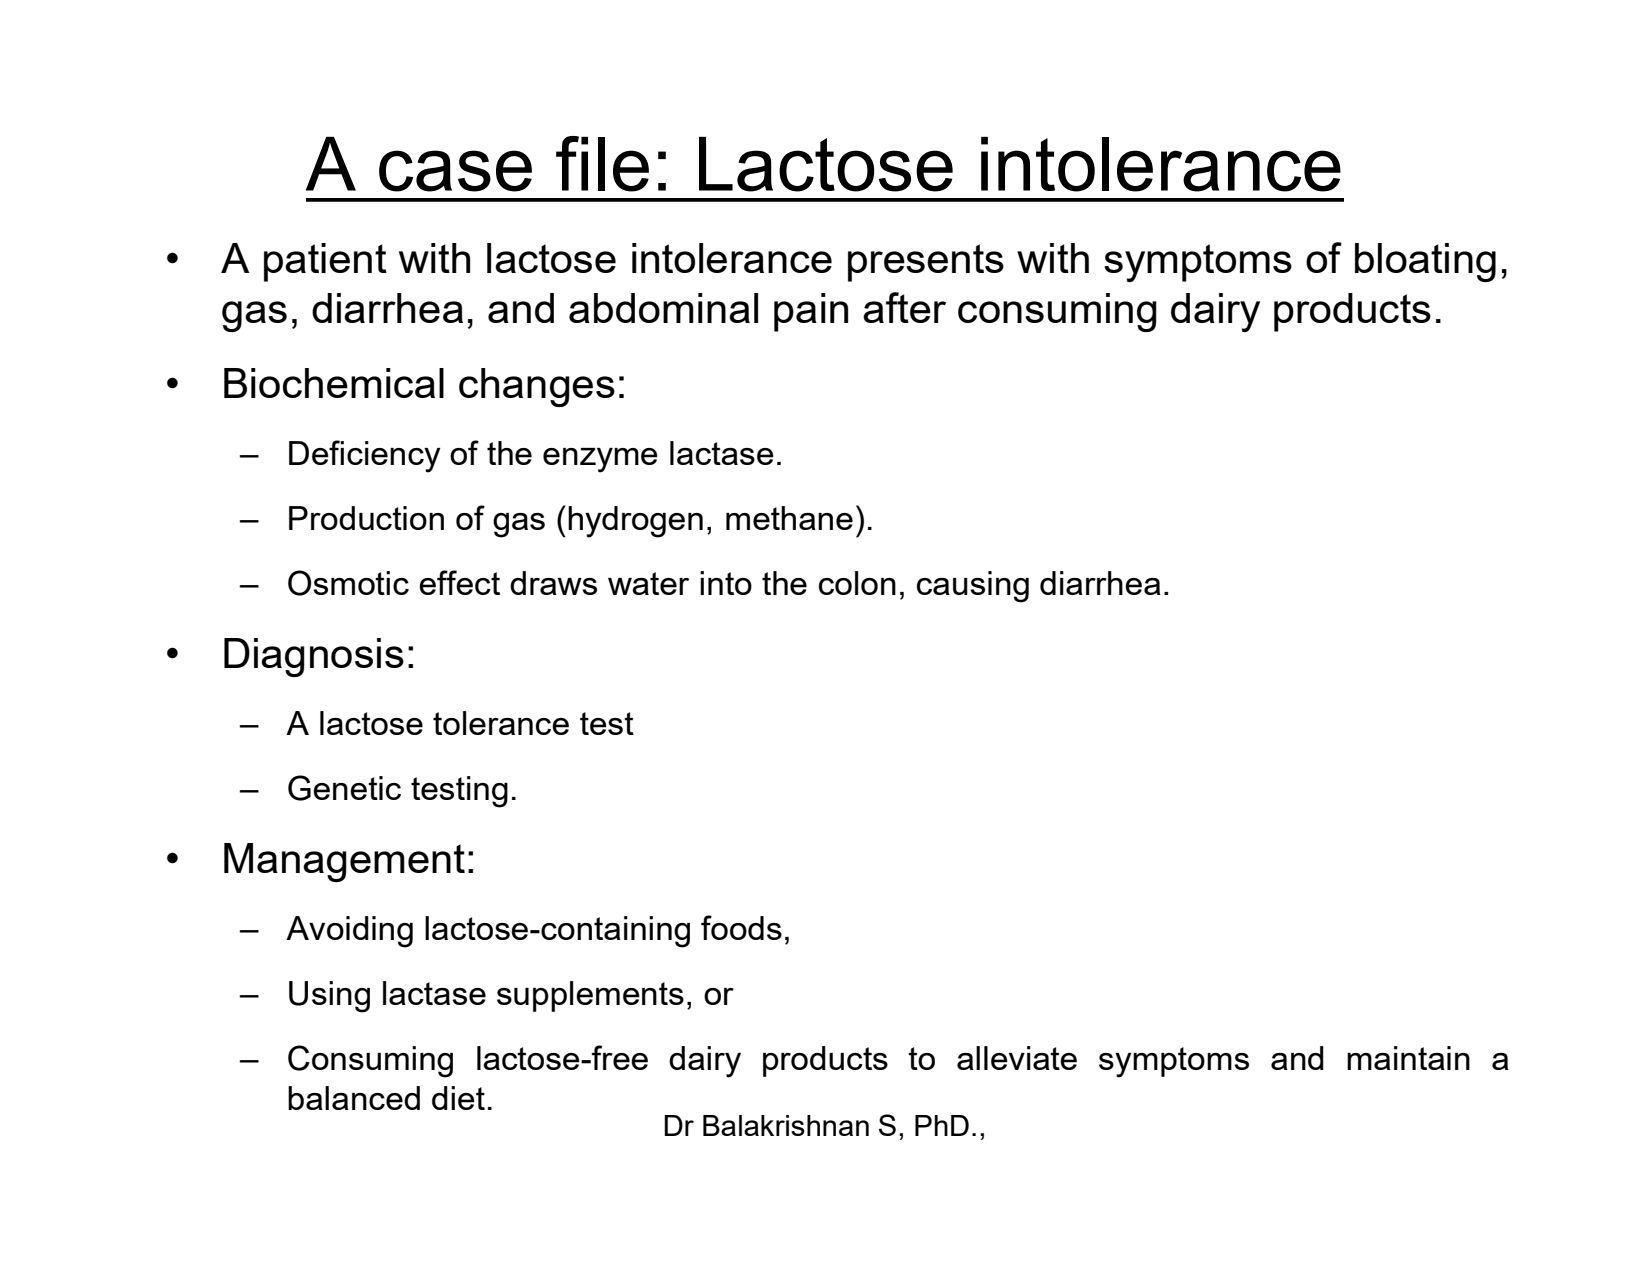 A case file: Lactose intolerance
• A patient with lactose intolerance presents with symptoms of bloating,
gas, diarrhea, and abdominal pain after consuming dairy products.
• Biochemical changes:
– Deficiency of the enzyme lactase.
– Production of gas (hydrogen, methane).
– Osmotic effect draws water into the colon, causing diarrhea.
• Diagnosis:
– A lactose tolerance test
– Genetic testing.
• Management:
– Avoiding lactose-containing foods,
– Using lactase supplements, or
– Consuming lactose-free dairy products to alleviate symptoms and maintain a
balanced diet.
Dr Balakrishnan S, PhD.,